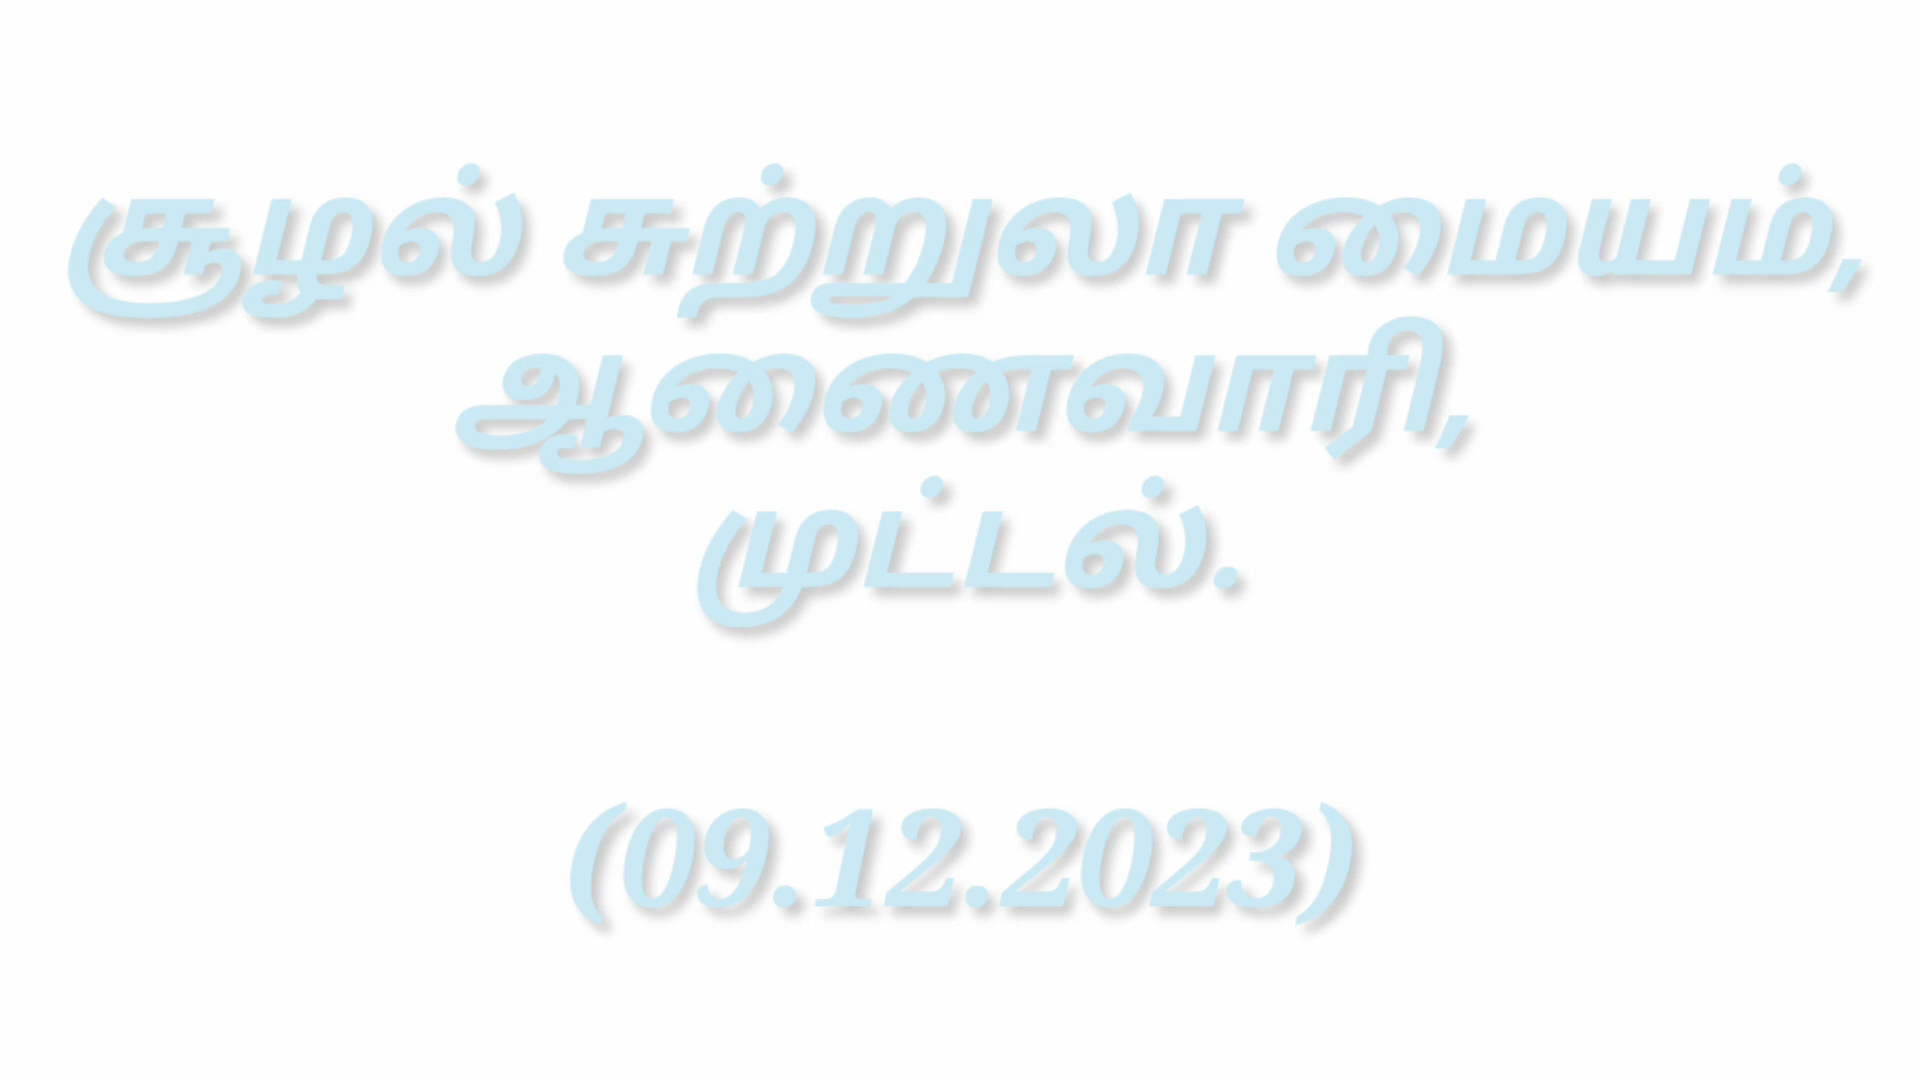 சூழல் சுற்றுலா மையம்,
ஆணைவாரி,
முட்டல்.
(09.12.2023)